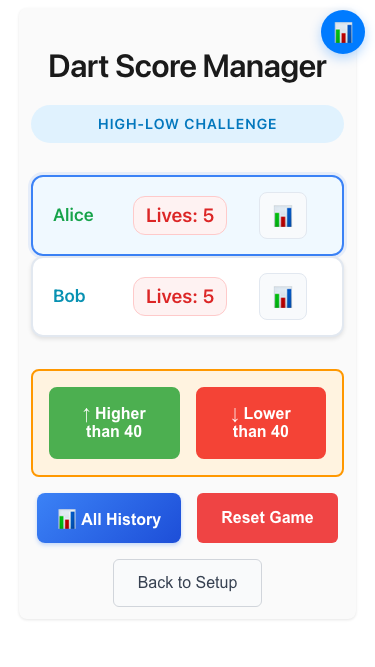 Dart Score Manager
HIGH-LOW CHALLENGE
Alice
Lives: 5
Bob
Lives: 5
↑ Higher
than 40
↓ Lower
than 40
All History
Reset Game
Back to Setup